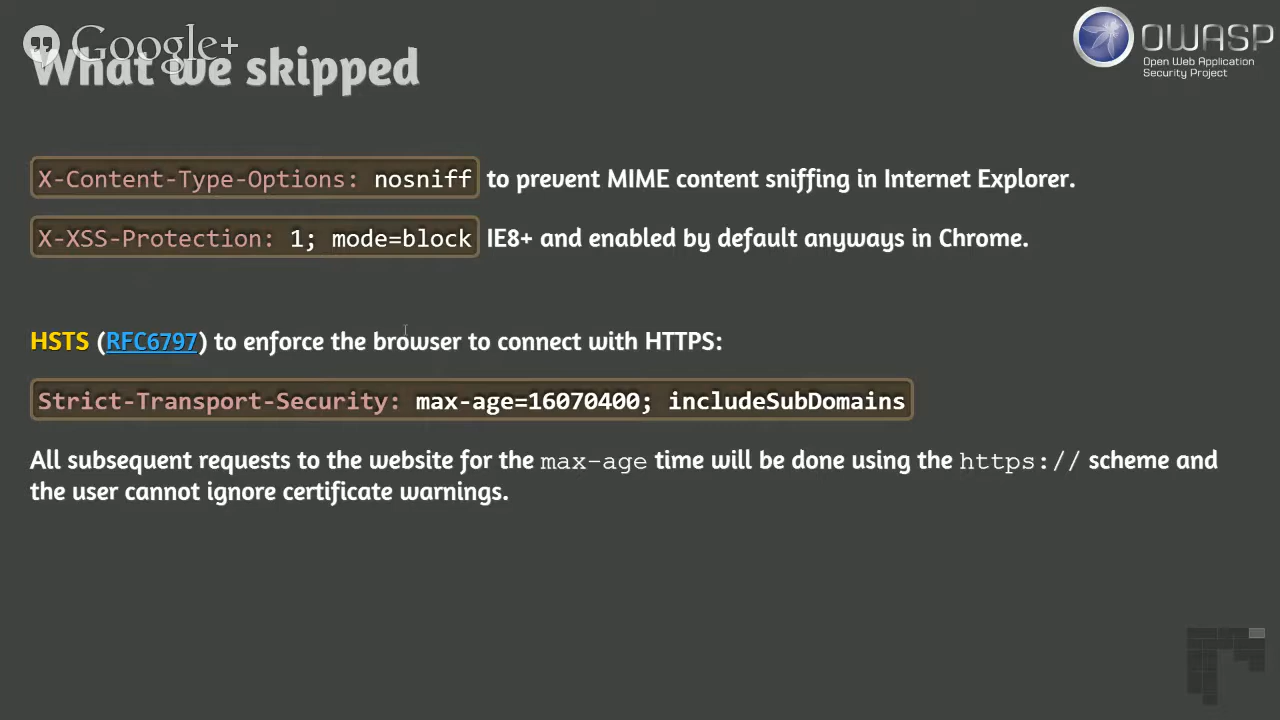 Google+
What we skipped
OWASP
Open Web Application
Security Project
X-Content-Type-Options: nosniff to prevent MIME content sniffing in Internet Explorer.
X-XSS-Protection: 1; mode=block IE8+ and enabled by default anyways in Chrome.
HSTS (RFC6797) to enforce the browser to connect with HTTPS:
Strict-Transport-Security: max-age=16070400; includeSubDomains
All subsequent requests to the website for the max-age time will be done using the https:// scheme and
the user cannot ignore certificate warnings.